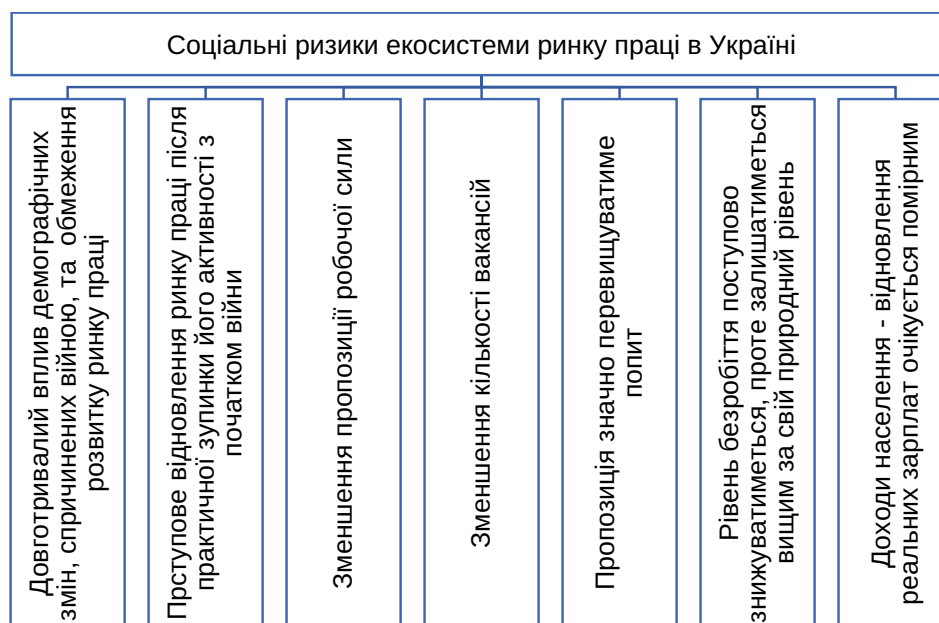 Соціальні ризики екосистеми ринку праці в Україні
Довготривалий вплив демографічних
змін, спричинених війною, та обмеження
розвитку ринку праці
Прступове відновлення ринку праці після
практичної зупинки його активності з
початком війни
Зменшення пропозиції робочої сили
Зменшення кількості вакансій
Пропозиція значно перевищуватиме
попит
Рівень безробіття поступово
знижуватиметься, проте залишатиметься
вищим за свій природний рівень
Доходи населення - відновлення
реальних зарплат очікується помірним